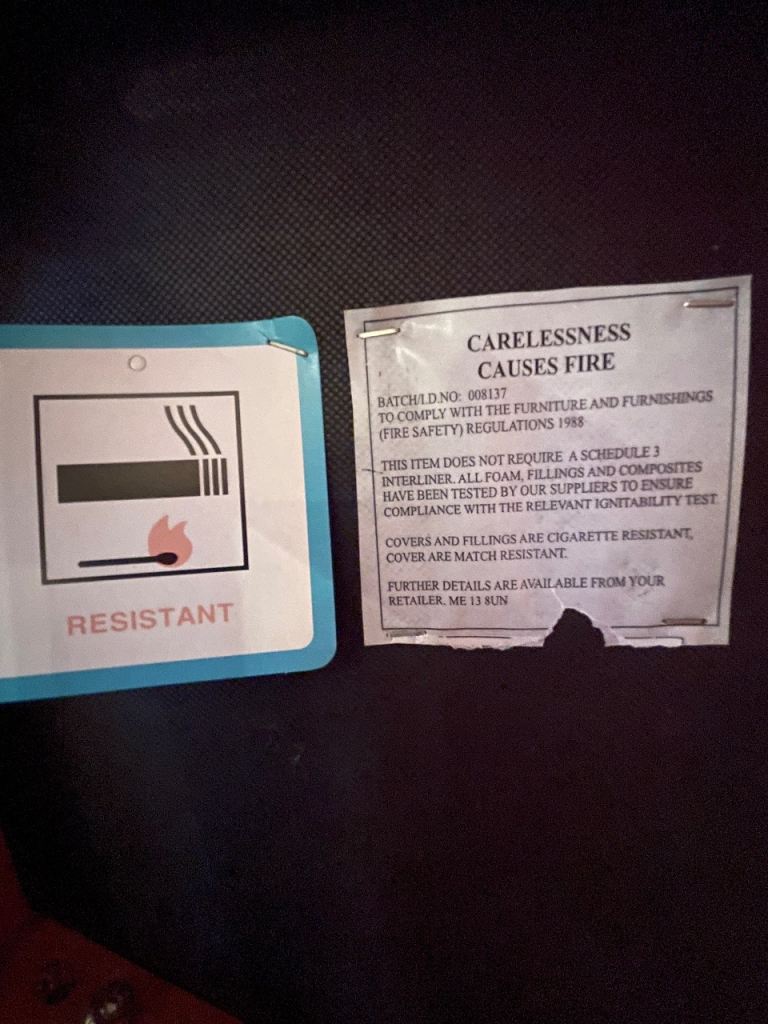 RESISTANT
CARELESSNESS
CAUSES FIRE
BATCH/I.D.NO: 008137
TO COMPLY WITH THE FURNITURE AND FURNISHINGS
(FIRE SAFETY) REGULATIONS 1988
THIS ITEM DOES NOT REQUIRE A SCHEDULE 3
INTERLINER. ALL FOAM, FILLINGS AND COMPOSITES
HAVE BEEN TESTED BY OUR SUPPLIERS TO ENSURE
COMPLIANCE WITH THE RELEVANT IGNITABILITY TEST
COVERS AND FILLINGS ARE CIGARETTE RESISTANT,
COVER ARE MATCH RESISTANT.
FURTHER DETAILS ARE AVAILABLE FROM YOUR
RETAILER. ME 13 8UN